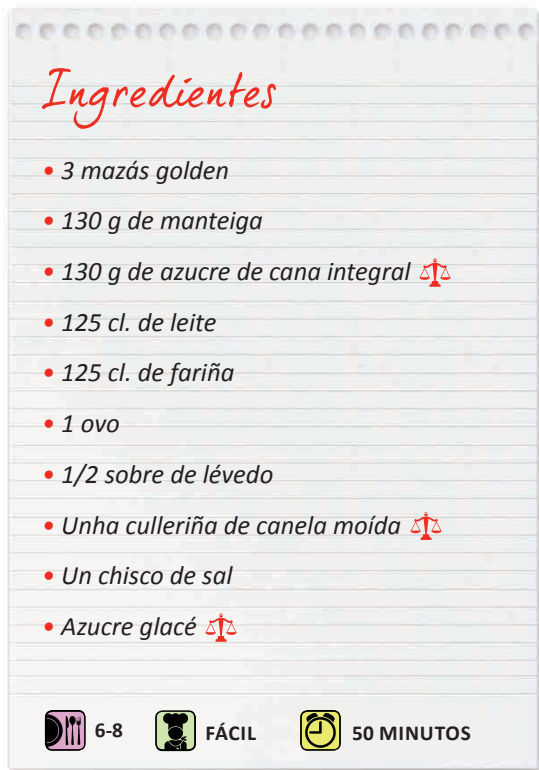 Ingredientes
• 3 mazás golden
• 130 g de manteiga
• 130 g de azucre de cana integral
• 125 cl. de leite
• 125 cl. de fariña
• 1 ovo
• 1/2 sobre de lévedo
• Unha culleriña de canela moída
• Un chisco de sal
• Azucre glacé
6-8 FÁCIL 50 MINUTOS